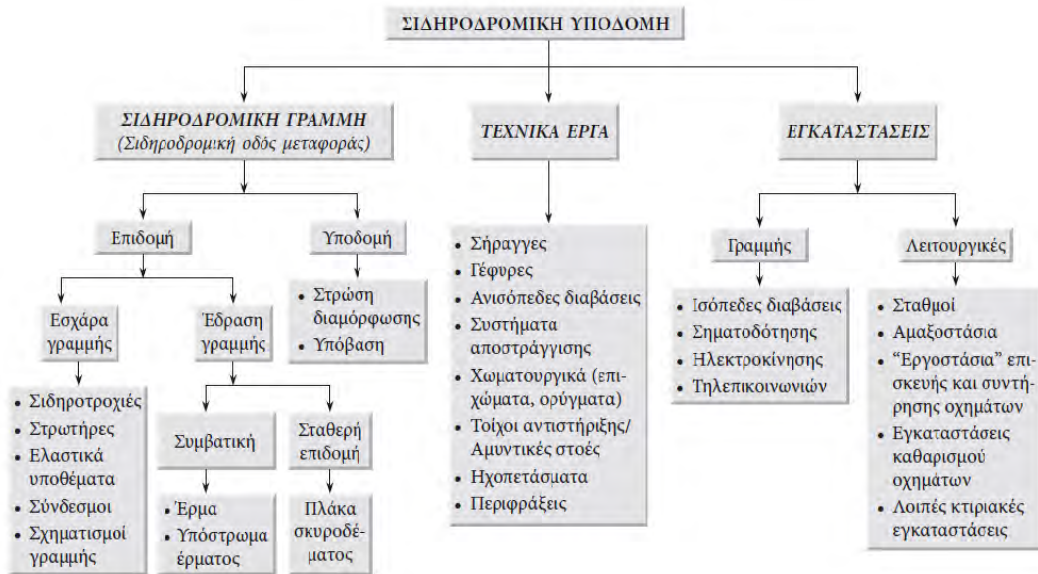 ΣΙΔΗΡΟΔΡΟΜΙΚΗ ΥΠΟΔΟΜΗ
ΣΙΔΗΡΟΔΡΟΜΙΚΗ ΓΡΑΜΜΗ
(Σιδηροδρομική οδός μεταφοράς)
Επιδομή
Υποδομή
Εσχάρα
γραμμής
Έδραση
γραμμής
• Στρώση
διαμόρφωσης
• Υπόβαση
• Σιδηροτροχιές
• Στρωτήρες
• Ελαστικά
υποθέματα
• Σύνδεσμοι
• Σχηματισμοί
γραμμής
Συμβατική
Σταθερή
επιδομή
• Έρμα
• Υπόστρωμα
έρματος
Πλάκα
σκυροδέ-
ματος
ΤΕΧΝΙΚΑ ΕΡΓΑ
• Σήραγγες
• Γέφυρες
• Ανισόπεδες διαβάσεις
• Συστήματα
αποστράγγισης
• Χωματουργικά (επι-
χώματα, ορύγματα)
• Τοίχοι αντιστήριξης/
Αμυντικές στοές
• Ηχοπετάσματα
• Περιφράξεις
ΕΓΚΑΤΑΣΤΑΣΕΙΣ
Γραμμής
Λειτουργικές
• Ισόπεδες διαβάσεις
• Σηματοδότησης
• Ηλεκτροκίνησης
• Τηλεπικοινωνιών
• Σταθμοί
• Αμαξοστάσια
• “Εργοστάσια” επι-
σκευής και συντή-
ρησης οχημάτων
• Εγκαταστάσεις
καθαρισμού
οχημάτων
• Λοιπές κτιριακές
εγκαταστάσεις